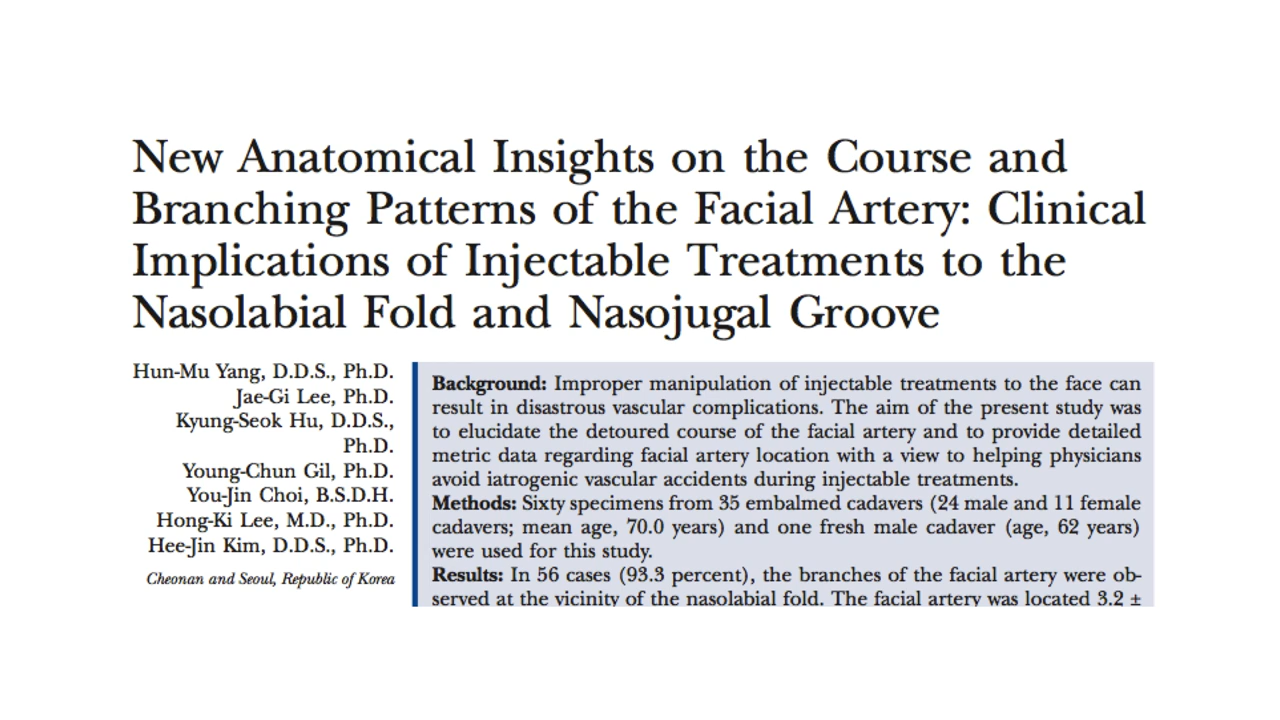 New Anatomical Insights on the Course and
Branching Patterns of the Facial Artery: Clinical
Implications of Injectable Treatments to the
Nasolabial Fold and Nasojugal Groove
Hun-Mu Yang, D.D.S., Ph.D.
Jae-Gi Lee, Ph.D.
Kyung-Seok Hu, D.D.S.,
Ph.D.
Young-Chun Gil, Ph.D.
You-Jin Choi, B.S.D.H.
Hong-Ki Lee, M.D., Ph.D.
Hee-Jin Kim, D.D.S., Ph.D.
Cheonan and Seoul, Republic of Korea
Background: Improper manipulation of injectable treatments to the face can
result in disastrous vascular complications. The aim of the present study was
to elucidate the detoured course of the facial artery and to provide detailed
metric data regarding facial artery location with a view to helping physicians
avoid iatrogenic vascular accidents during injectable treatments.
Methods: Sixty specimens from 35 embalmed cadavers (24 male and 11 female
cadavers; mean age, 70.0 years) and one fresh male cadaver (age, 62 years)
were used for this study.
Results: In 56 cases (93.3 percent), the branches of the facial artery were ob-
served at the vicinity of the nasolabial fold. The facial artery was located 3.2 ±